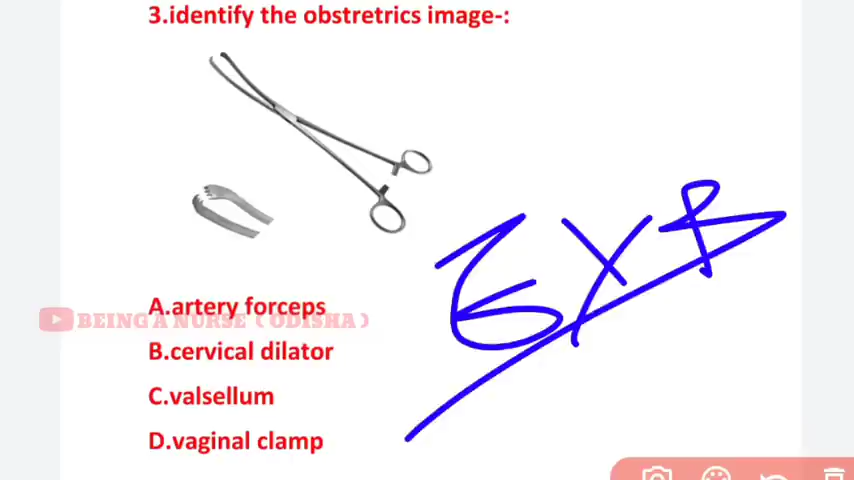 3.identify the obstretrics image-:
A.artery forceps
BEING A NURSE ( ODISHA )
B.cervical dilator
C.valsellum
D.vaginal clamp